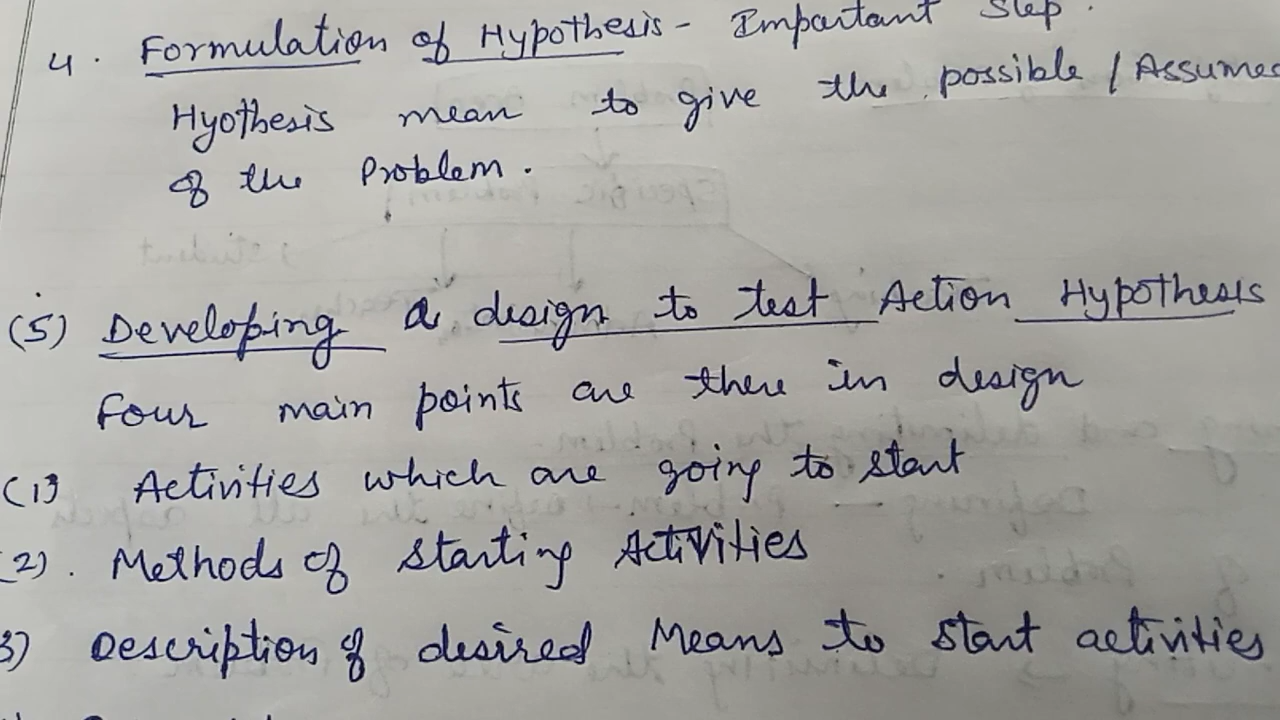 4. Formulation of Hypothesis - Important Step.
Hyothesis mean to give the possible / Assumes
of the Problem.
(5) Developing a design to test Action Hypothesis
Four main points are there in design
(1) Activities which are going to start
2). Methods of starting Activities
3) Description of desired Means to start activities